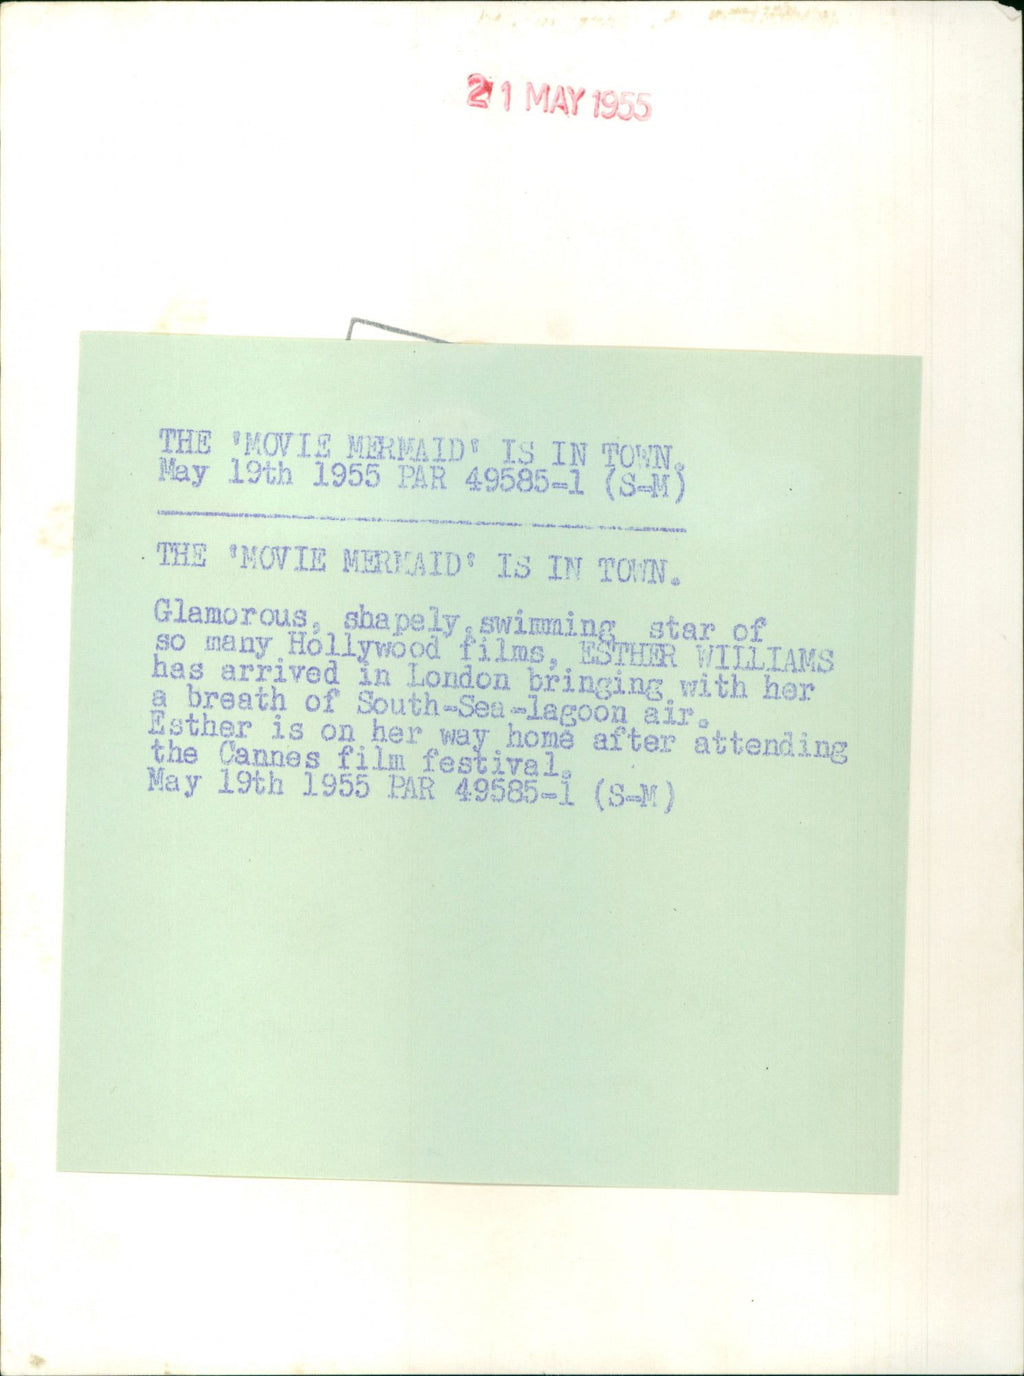 21 MAY 1955
THE 'MOVIE MERMAID' IS IN TOWN.
May 19th 1955 PAR 49585-1 (S-M)
THE 'MOVIE MERMAID' IS IN TOWN.
Glamorous, shapely, swimming star of
so many Hollywood films, ESTHER WILLIAMS
has arrived in London bringing with her
a breath of South-Sea-lagoon air.
Esther is on her way home after attending
the Cannes film festival.
May 19th 1955 PAR 49585-1 (S-M)